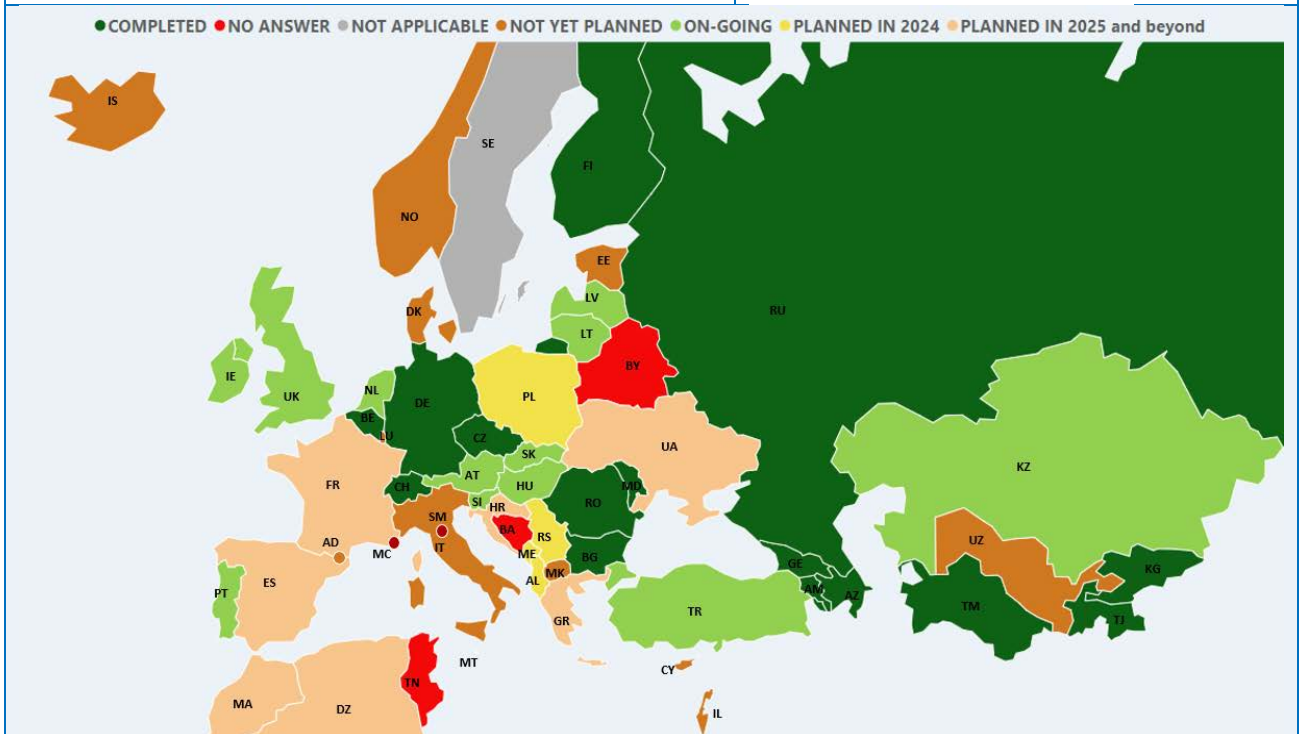 COMPLETED NO ANSWER NOT APPLICABLE NOT YET PLANNED ON-GOING PLANNED IN 2024 PLANNED IN 2025 and beyond
IS
SE
FI
NO
EE
LV
DK
RU
LT
BY
IE
UK
NL
DE
PL
BE
LU
CZ
UA
SK
KZ
AT
FR
CH
HU
MD
RO
SI
HR
SM
BA
RS
UZ
AD
MC
IT
ME
BG
GE
KG
ES
AL
MK
PT
AM
AZ
TM
TR
GR
TJ
MT
CY
TN
MA
DZ
IL